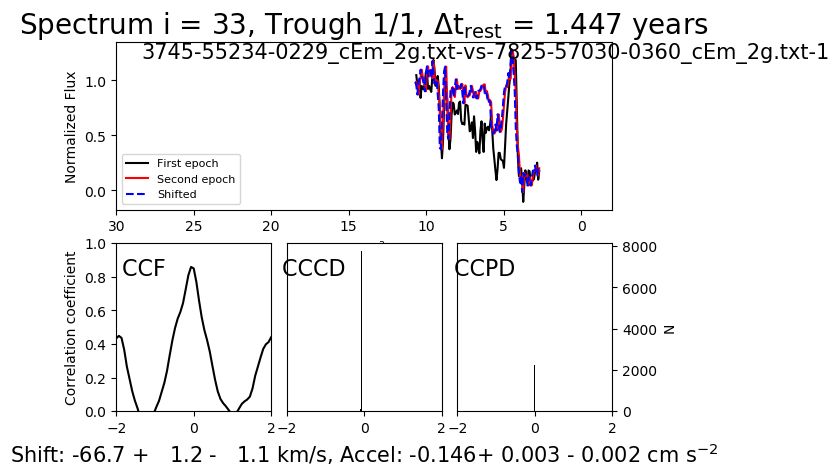 Spectrum i = 33, Trough 1/1, Δt_rest = 1.447 years
3745-55234-0229_cEm_2g.txt-vs-7825-57030-0360_cEm_2g.txt-1
Normalized Flux
1.0
0.5
0.0
First epoch
Second epoch
Shifted
30 25 20 15 10 5 0
Correlation coefficient
1.0
0.8
0.6
0.4
0.2
0.0
CCF
CCCD
CCPD
8000
6000
4000
2000
0
N
−2 0 2
−2 0 2
−2 0 2
Shift: -66.7 + 1.2 - 1.1 km/s, Accel: -0.146+ 0.003 - 0.002 cm s⁻²